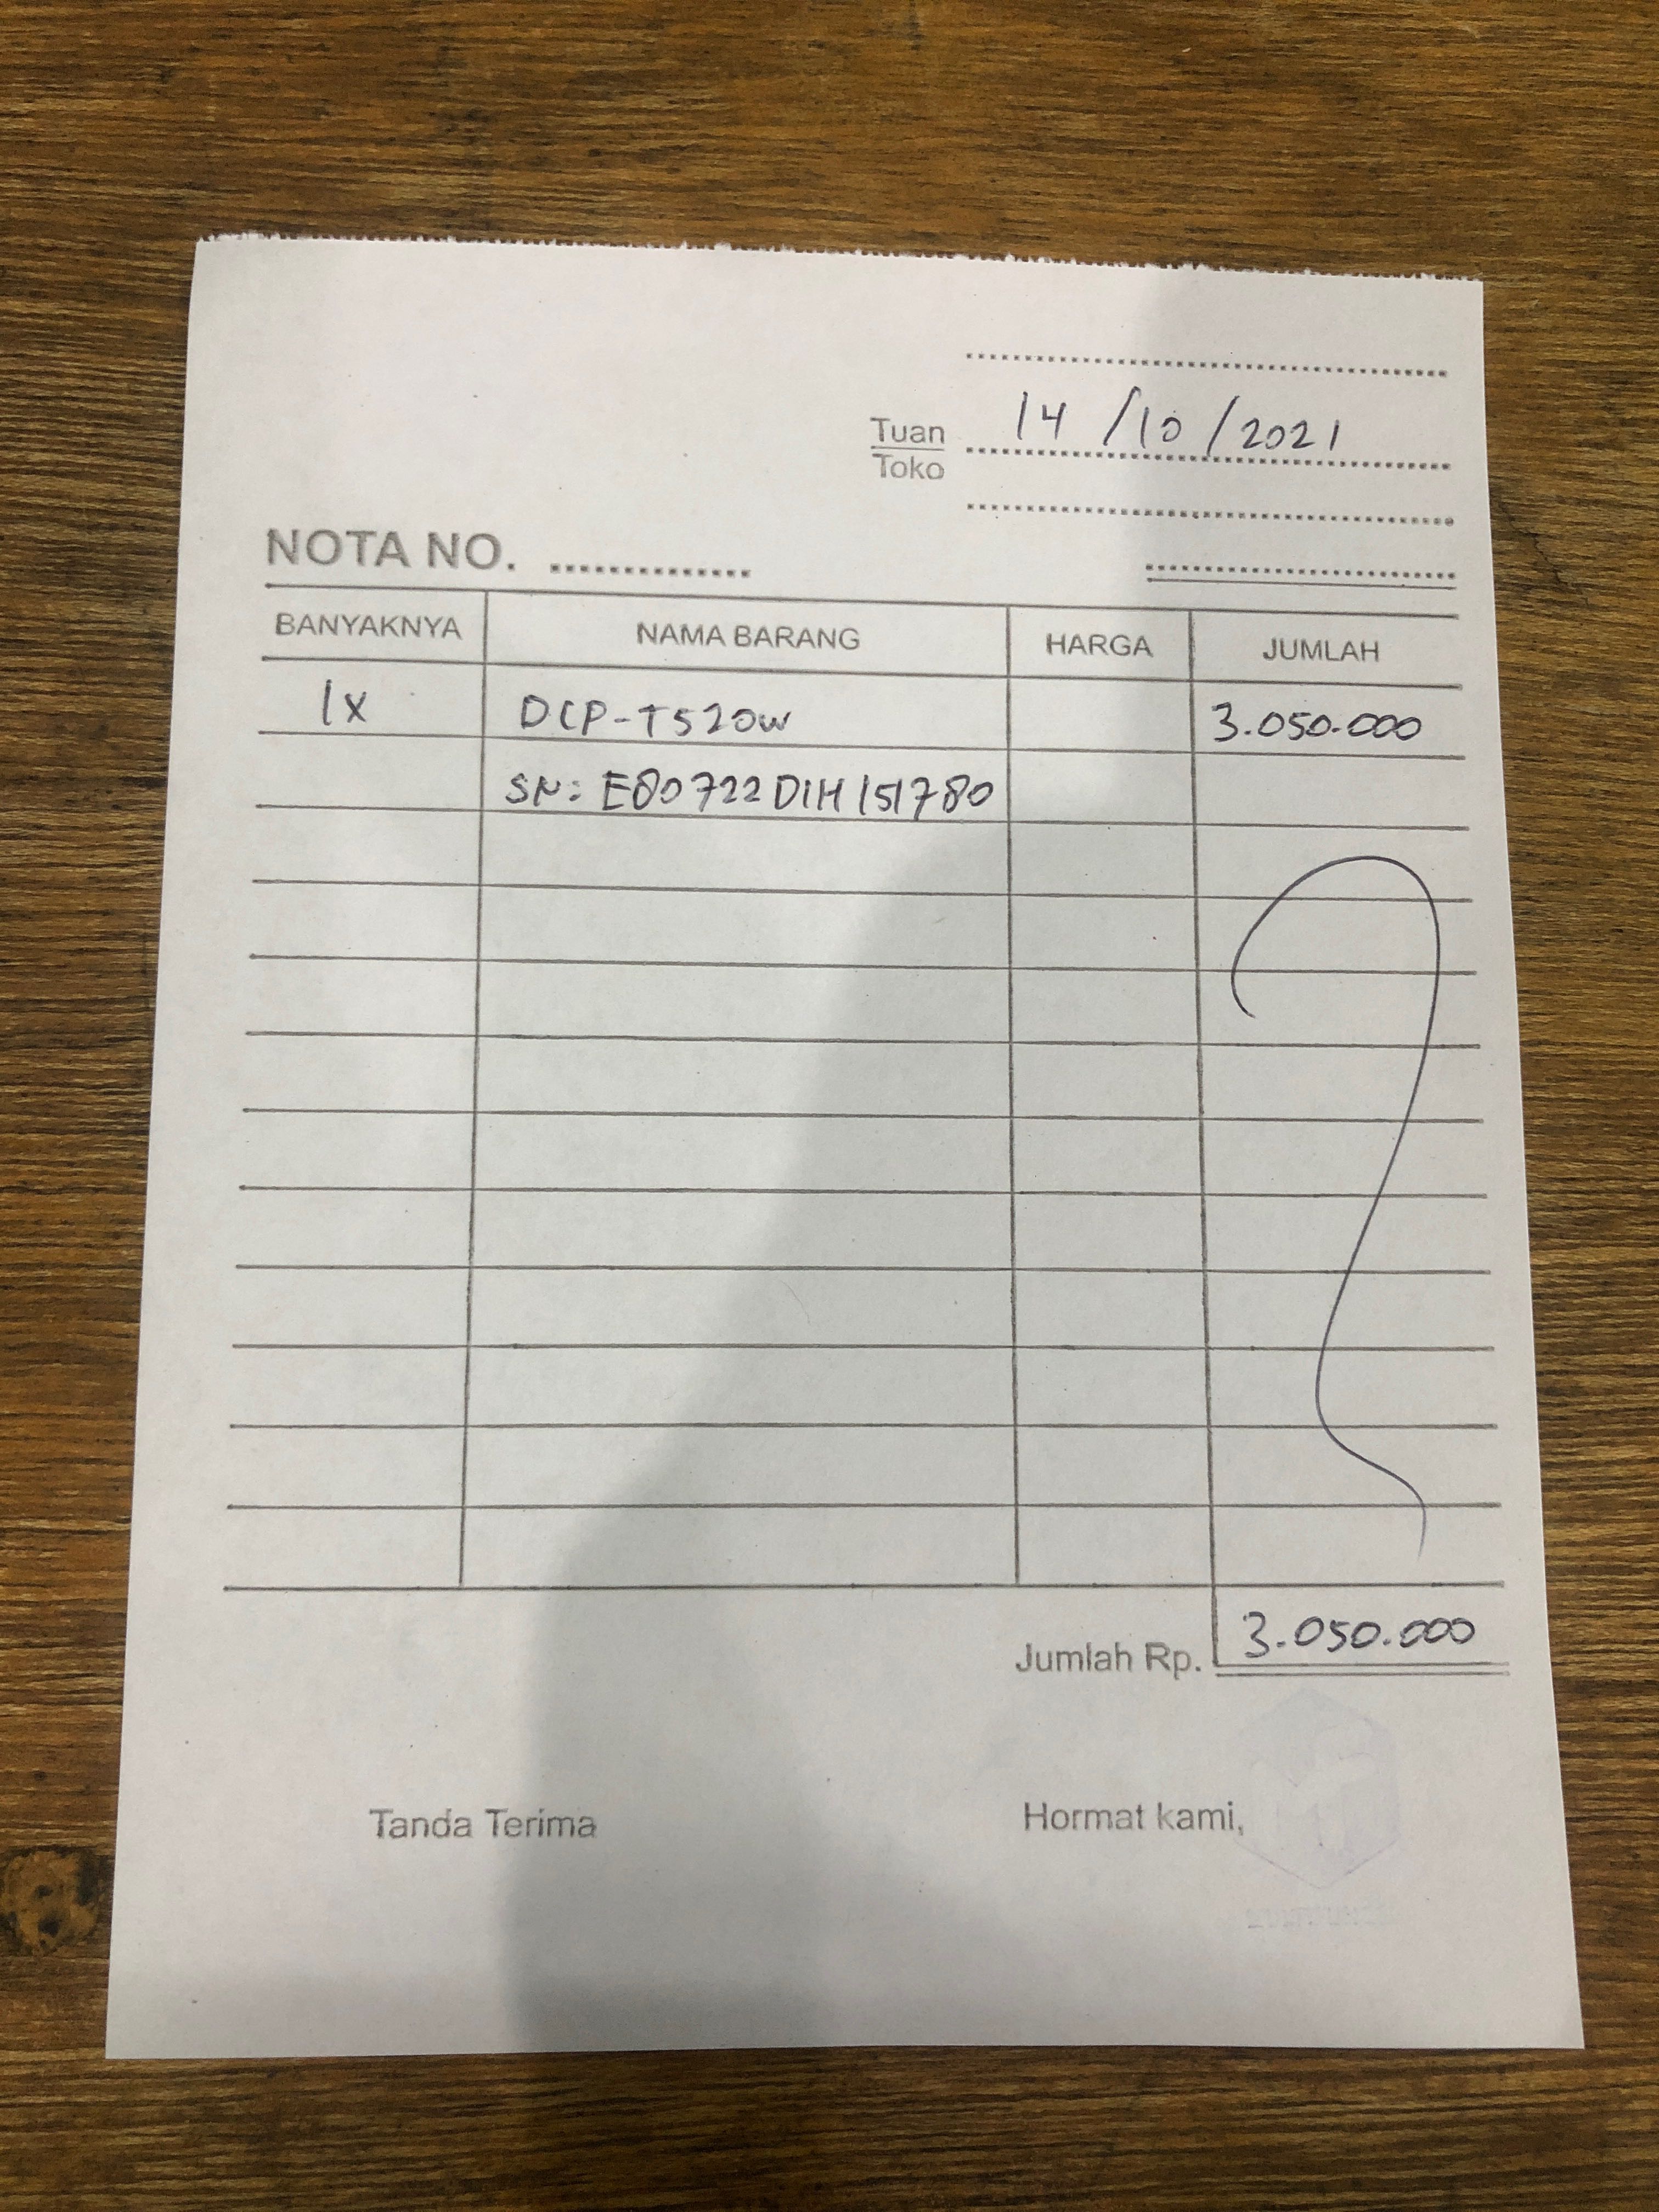 14/10/2021
Tuan
Toko
NOTA NO.
BANYAKNYA NAMA BARANG HARGA JUMLAH
1x DCP-T520W 3.050.000
SN: E80722D1H151780
Jumlah Rp. 3.050.000
Tanda Terima Hormat kami,